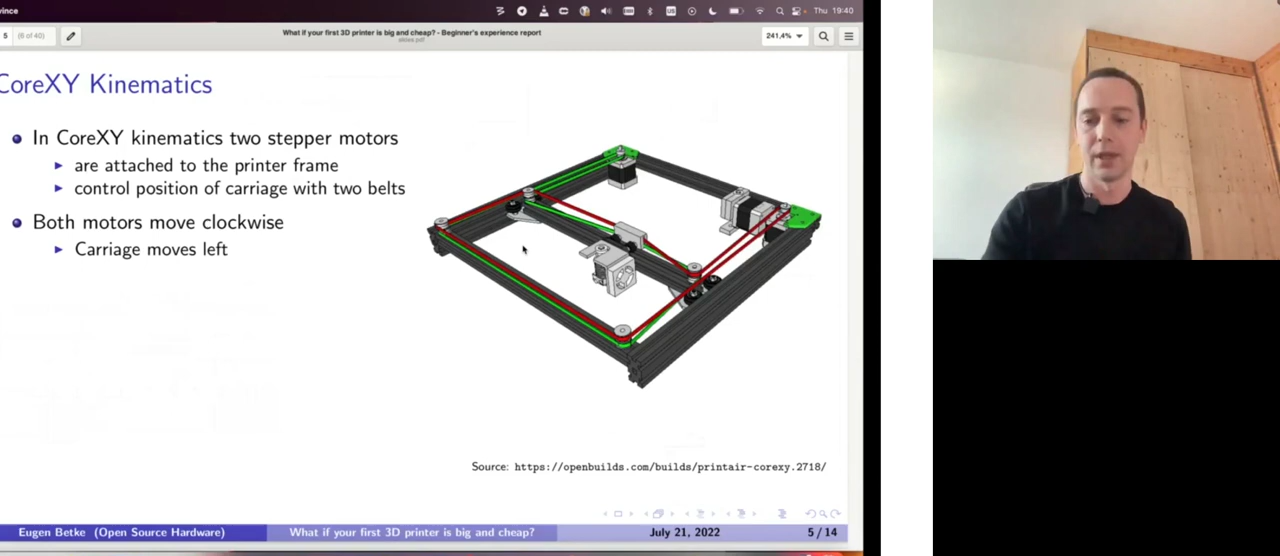 vince
Thu 19:40
5 (6 of 40)
What if your first 3D printer is big and cheap? - Beginner's experience report
slides.pdf
241,4%
CoreXY Kinematics
In CoreXY kinematics two stepper motors
are attached to the printer frame
control position of carriage with two belts
Both motors move clockwise
Carriage moves left
Source: https://openbuilds.com/builds/printair-corexy.2718/
Eugen Betke (Open Source Hardware)
What if your first 3D printer is big and cheap?
July 21, 2022
5 / 14